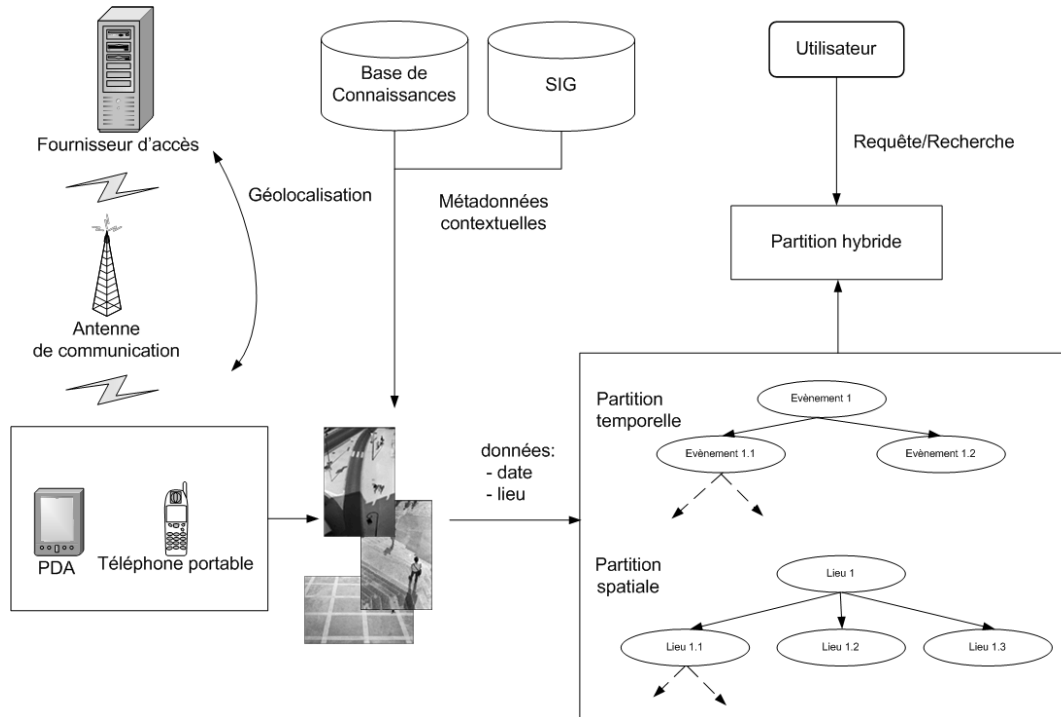 Fournisseur d'accès
Géolocalisation
Antenne
de communication
PDA
Téléphone portable
Base de
Connaissances
SIG
Métadonnées
contextuelles
données:
- date
- lieu
Utilisateur
Requête/Recherche
Partition hybride
Partition
temporelle
Evènement 1
Evènement 1.1
Evènement 1.2
Partition
spatiale
Lieu 1
Lieu 1.1
Lieu 1.2
Lieu 1.3